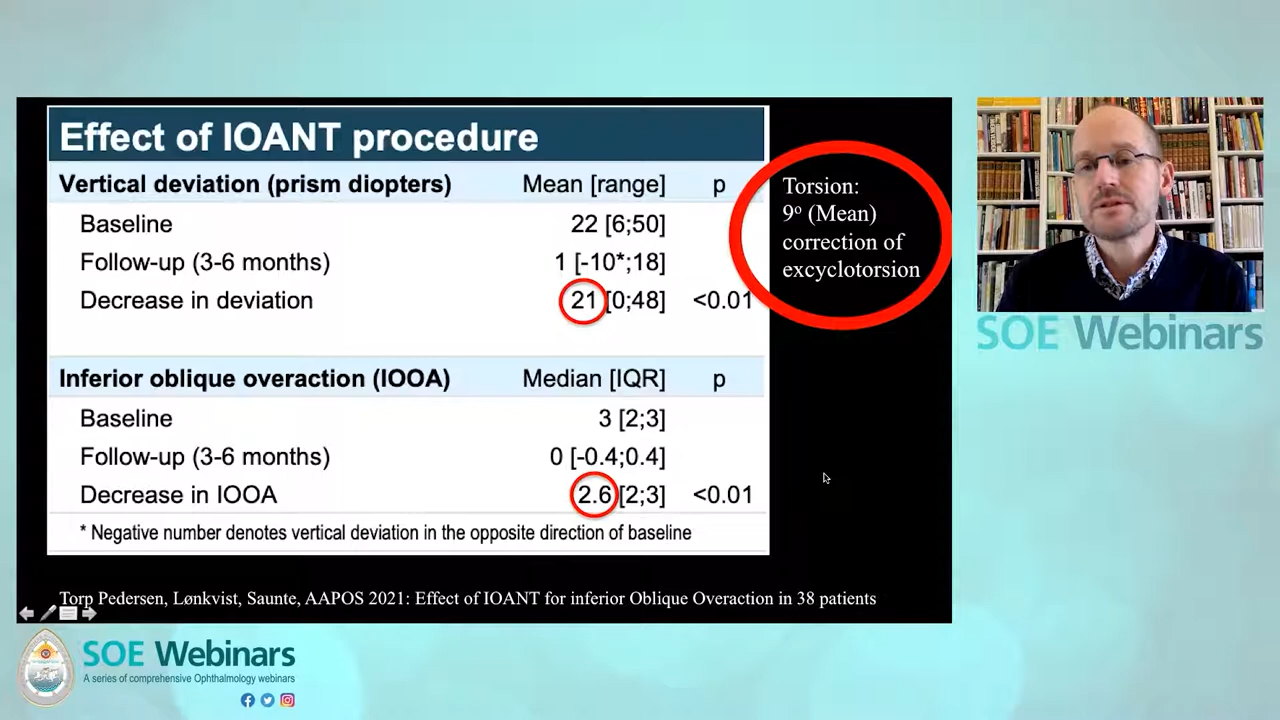 Effect of IOANT procedure
Vertical deviation (prism diopters) Mean [range] p
Baseline 22 [6;50]
Follow-up (3-6 months) 1 [-10*;18]
Decrease in deviation 21 [0;48] <0.01
Inferior oblique overaction (IOOA) Median [IQR] p
Baseline 3 [2;3]
Follow-up (3-6 months) 0 [-0.4;0.4]
Decrease in IOOA 2.6 [2;3] <0.01
* Negative number denotes vertical deviation in the opposite direction of baseline
Torsion:
9º (Mean)
correction of
excyclotorsion
Torp Pedersen, Lønkvist, Saunte, AAPOS 2021: Effect of IOANT for inferior Oblique Overaction in 38 patients
SOE Webinars
SOE Webinars
A series of comprehensive Ophthalmology webinars